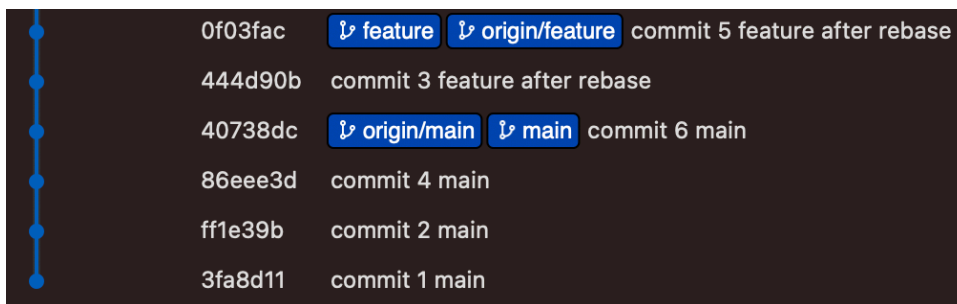 0f03fac feature origin/feature commit 5 feature after rebase
444d90b commit 3 feature after rebase
40738dc origin/main main commit 6 main
86eee3d commit 4 main
ff1e39b commit 2 main
3fa8d11 commit 1 main